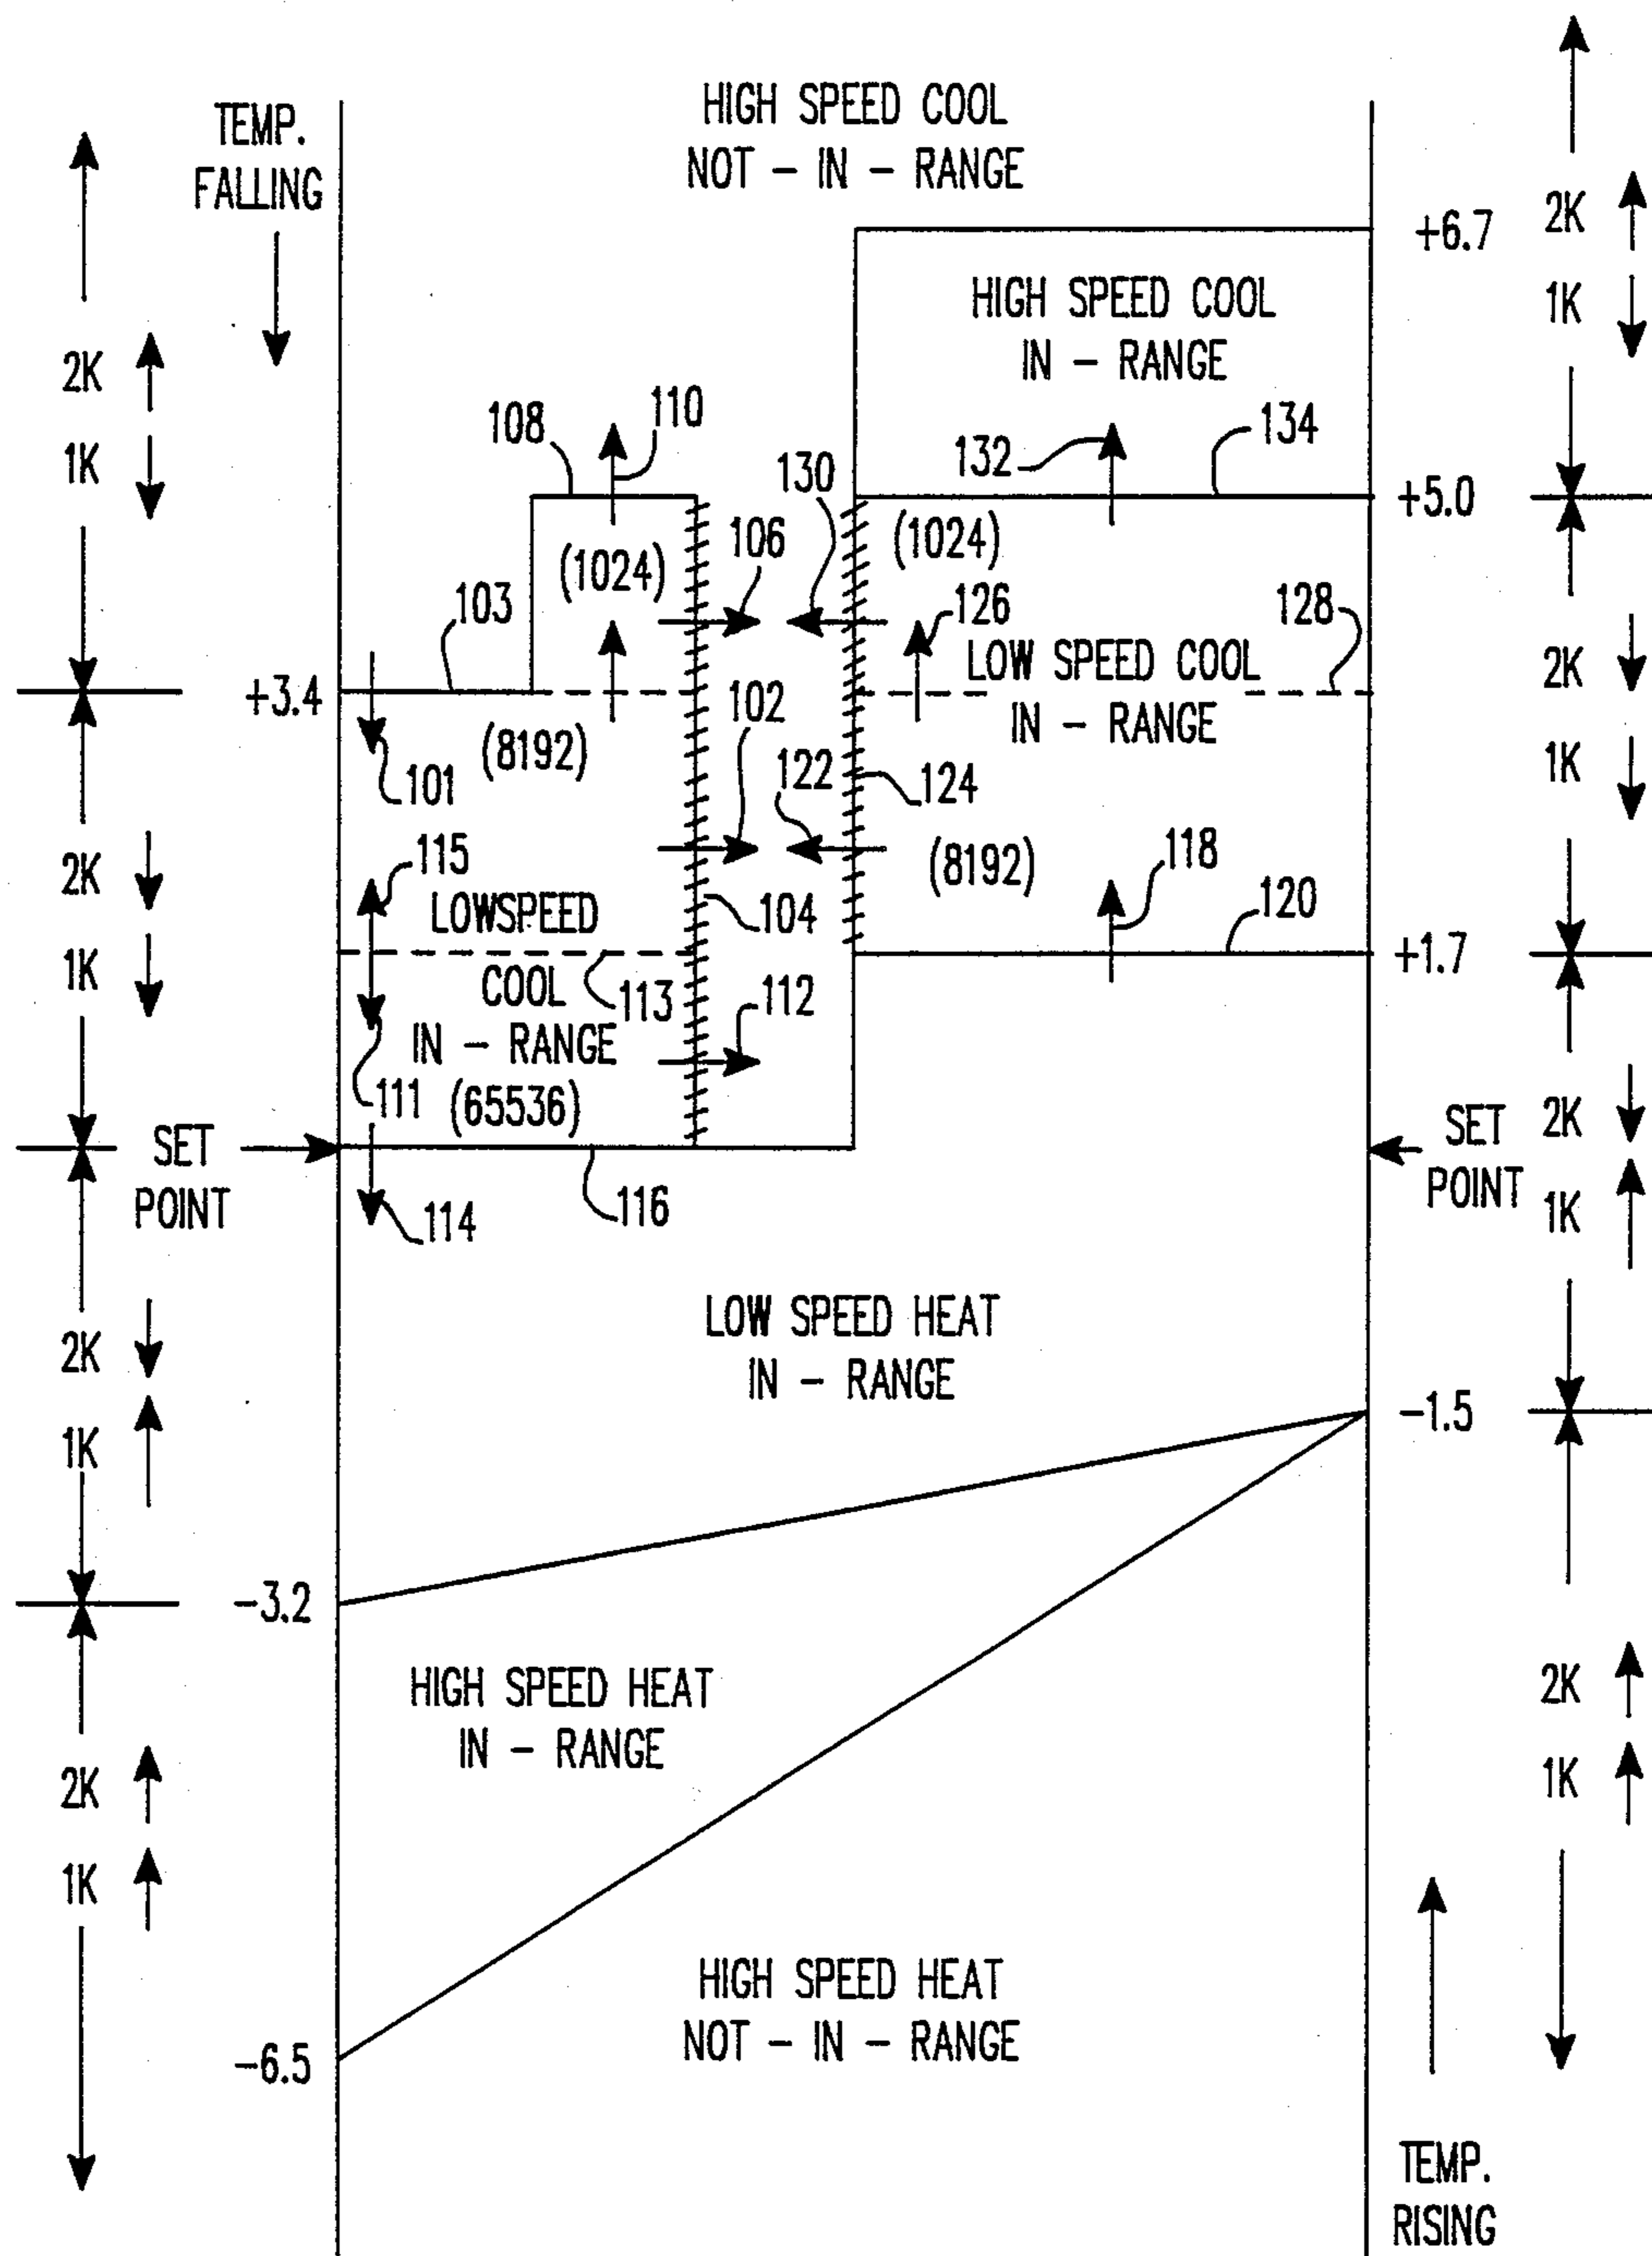 HIGH SPEED COOL
NOT - IN - RANGE
TEMP.
FALLING
2K
1K
+6.7
HIGH SPEED COOL
IN - RANGE
2K
1K
108
110
132
134
130
+5.0
(1024)
106
(1024)
103
126
128
LOW SPEED COOL
IN - RANGE
+3.4
102
2K
1K
(8192)
101
122
124
(8192)
118
115
2K
1K
LOWSPEED
104
120
+1.7
COOL
113
112
IN - RANGE
111
(65536)
SET
POINT
SET
POINT
2K
1K
114
116
LOW SPEED HEAT
IN - RANGE
2K
1K
-1.5
-3.2
HIGH SPEED HEAT
IN - RANGE
2K
1K
2K
1K
HIGH SPEED HEAT
NOT - IN - RANGE
-6.5
TEMP.
RISING